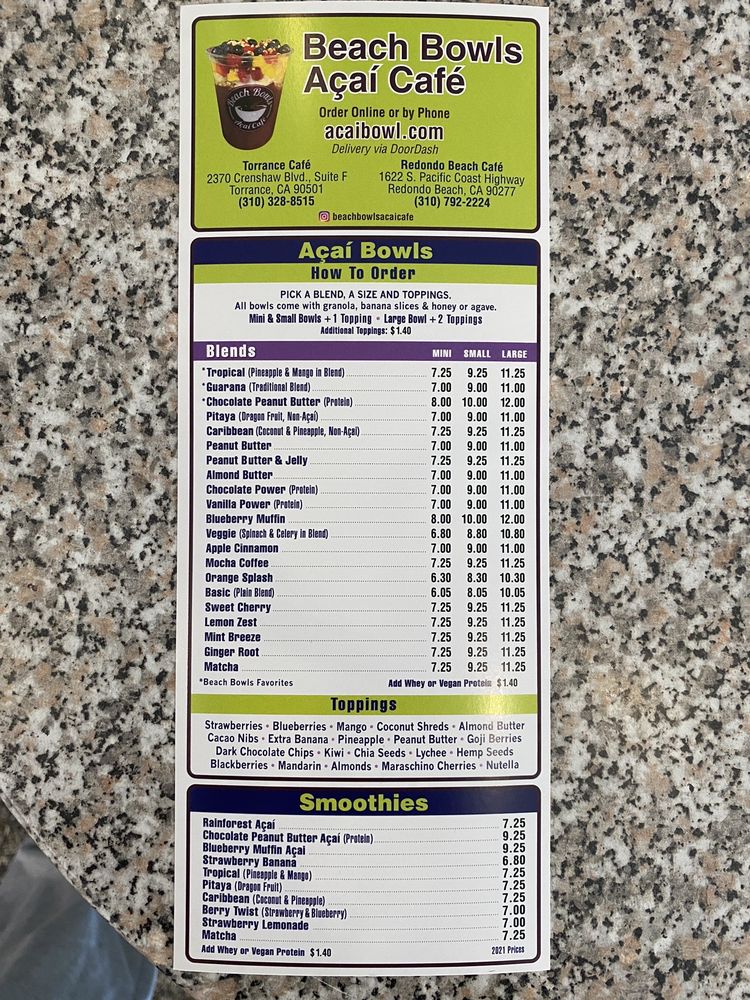 Beach Bowls
Açaí Café
Beach Bowls
Açaí Café
Order Online or by Phone
acaibowl.com
Delivery via DoorDash
Torrance Café
2370 Crenshaw Blvd., Suite F
Torrance, CA 90501
(310) 328-8515
Redondo Beach Café
1622 S. Pacific Coast Highway
Redondo Beach, CA 90277
(310) 792-2224
beachbowlsacaicafe
Açaí Bowls
How To Order
PICK A BLEND, A SIZE AND TOPPINGS.
All bowls come with granola, banana slices & honey or agave.
Mini & Small Bowls + 1 Topping • Large Bowl + 2 Toppings
Additional Toppings: $1.40
Blends MINI SMALL LARGE
*Tropical (Pineapple & Mango in Blend) 7.25 9.25 11.25
*Guarana (Traditional Blend) 7.00 9.00 11.00
*Chocolate Peanut Butter (Protein) 8.00 10.00 12.00
Pitaya (Dragon Fruit, Non-Açaí) 7.00 9.00 11.00
Caribbean (Coconut & Pineapple, Non-Açaí) 7.25 9.25 11.25
Peanut Butter 7.00 9.00 11.00
Peanut Butter & Jelly 7.25 9.25 11.25
Almond Butter 7.00 9.00 11.00
Chocolate Power (Protein) 7.00 9.00 11.00
Vanilla Power (Protein) 7.00 9.00 11.00
Blueberry Muffin 8.00 10.00 12.00
Veggie (Spinach & Celery in Blend) 6.80 8.80 10.80
Apple Cinnamon 7.00 9.00 11.00
Mocha Coffee 7.25 9.25 11.25
Orange Splash 6.30 8.30 10.30
Basic (Plain Blend) 6.05 8.05 10.05
Sweet Cherry 7.25 9.25 11.25
Lemon Zest 7.25 9.25 11.25
Mint Breeze 7.25 9.25 11.25
Ginger Root 7.25 9.25 11.25
Matcha 7.25 9.25 11.25
*Beach Bowls Favorites Add Whey or Vegan Protein $1.40
Toppings
Strawberries • Blueberries • Mango • Coconut Shreds • Almond Butter
Cacao Nibs • Extra Banana • Pineapple • Peanut Butter • Goji Berries
Dark Chocolate Chips • Kiwi • Chia Seeds • Lychee • Hemp Seeds
Blackberries • Mandarin • Almonds • Maraschino Cherries • Nutella
Smoothies
Rainforest Açaí 7.25
Chocolate Peanut Butter Açaí (Protein) 9.25
Blueberry Muffin Açaí 9.25
Strawberry Banana 6.80
Tropical (Pineapple & Mango) 7.25
Pitaya (Dragon Fruit) 7.25
Caribbean (Coconut & Pineapple) 7.25
Berry Twist (Strawberry & Blueberry) 7.00
Strawberry Lemonade 7.00
Matcha 7.25
Add Whey or Vegan Protein $1.40 2021 Prices